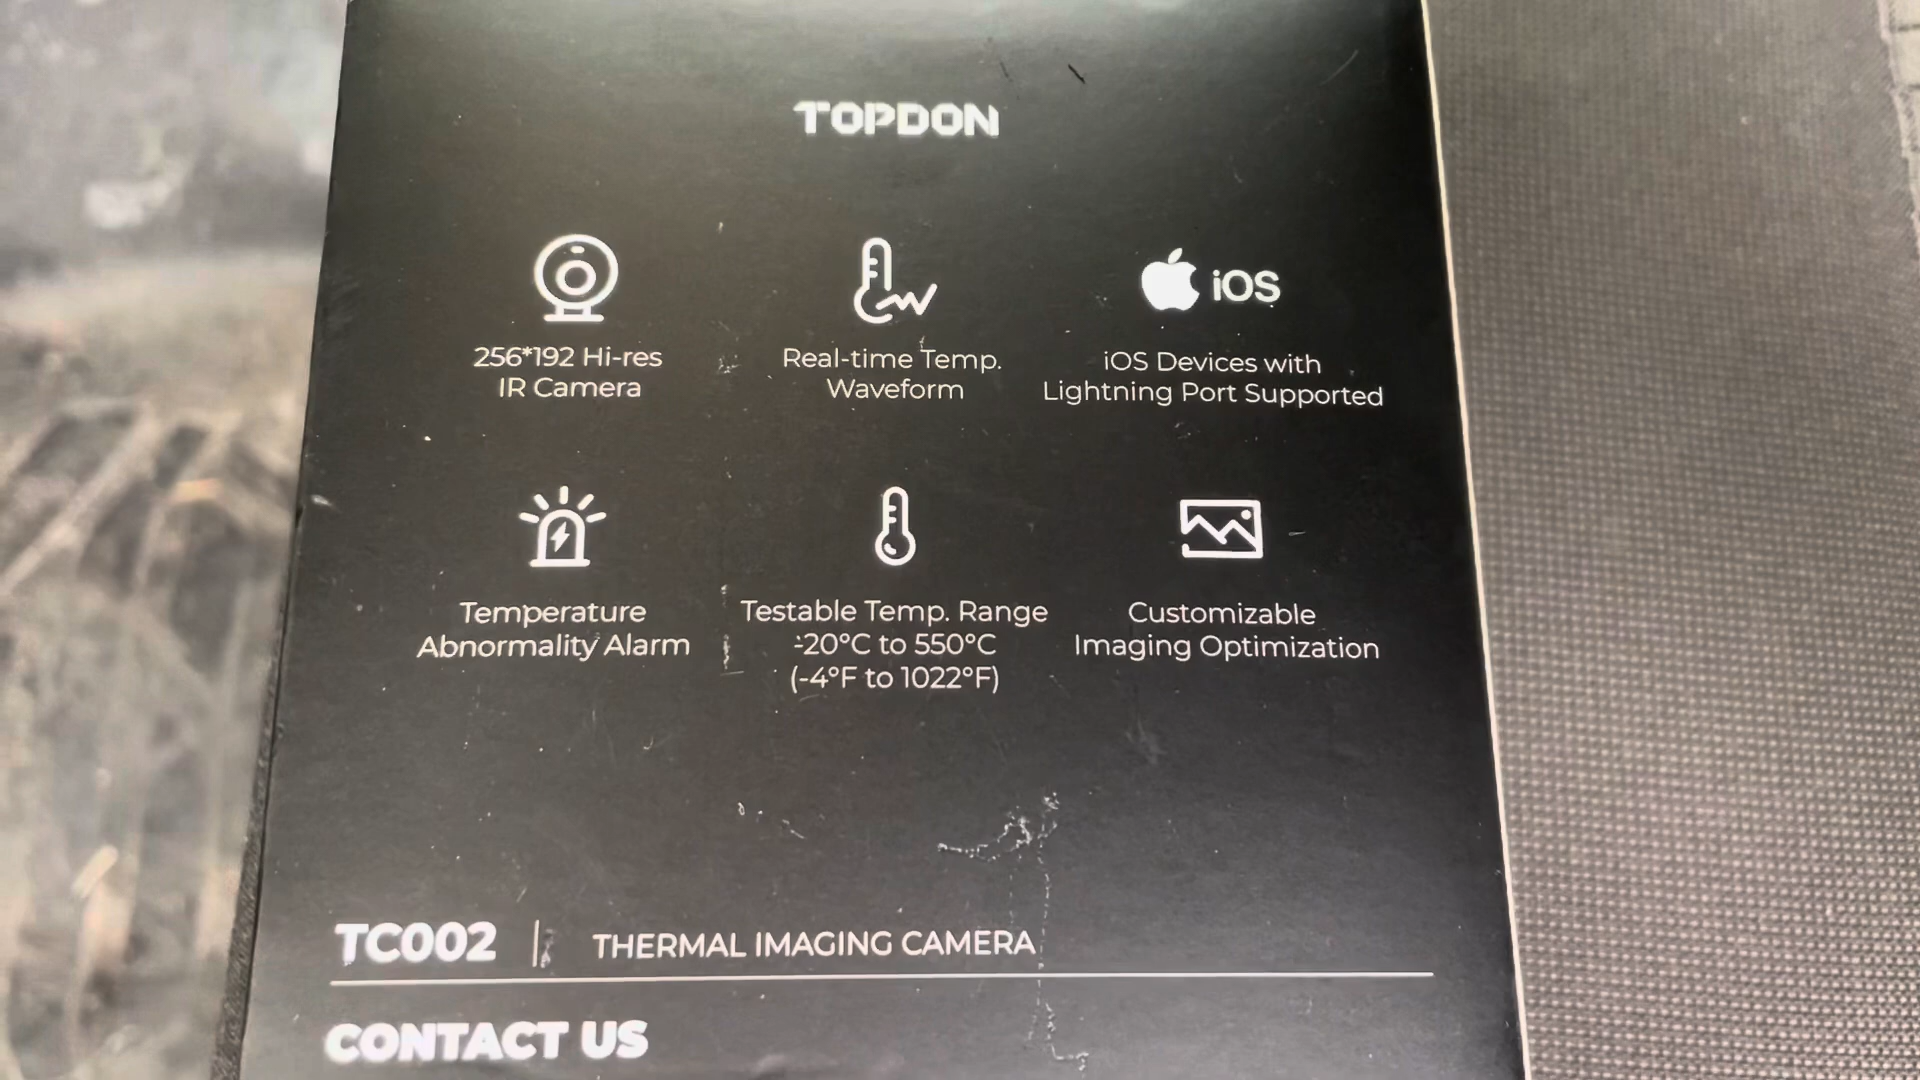 TOPDON
256*192 Hi-res
IR Camera
Real-time Temp.
Waveform
iOS
iOS Devices with
Lightning Port Supported
Temperature
Abnormality Alarm
Testable Temp. Range
-20°C to 550°C
(-4°F to 1022°F)
Customizable
Imaging Optimization
TC002 | THERMAL IMAGING CAMERA
CONTACT US